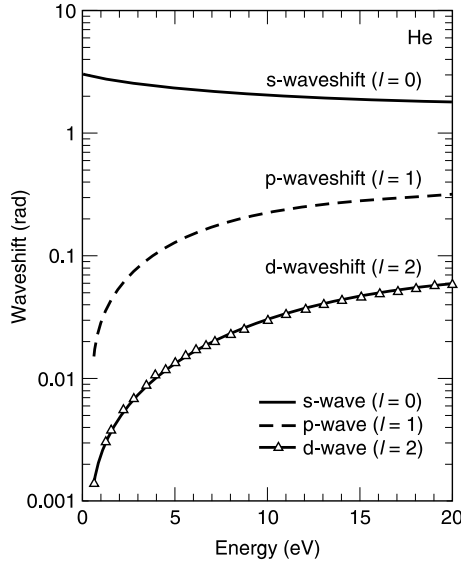 He
10
s-waveshift (l = 0)
1
p-waveshift (l = 1)
Waveshift (rad)
0.1
d-waveshift (l = 2)
0.01
s-wave (l = 0)
p-wave (l = 1)
d-wave (l = 2)
0.001
0 5 10 15 20
Energy (eV)